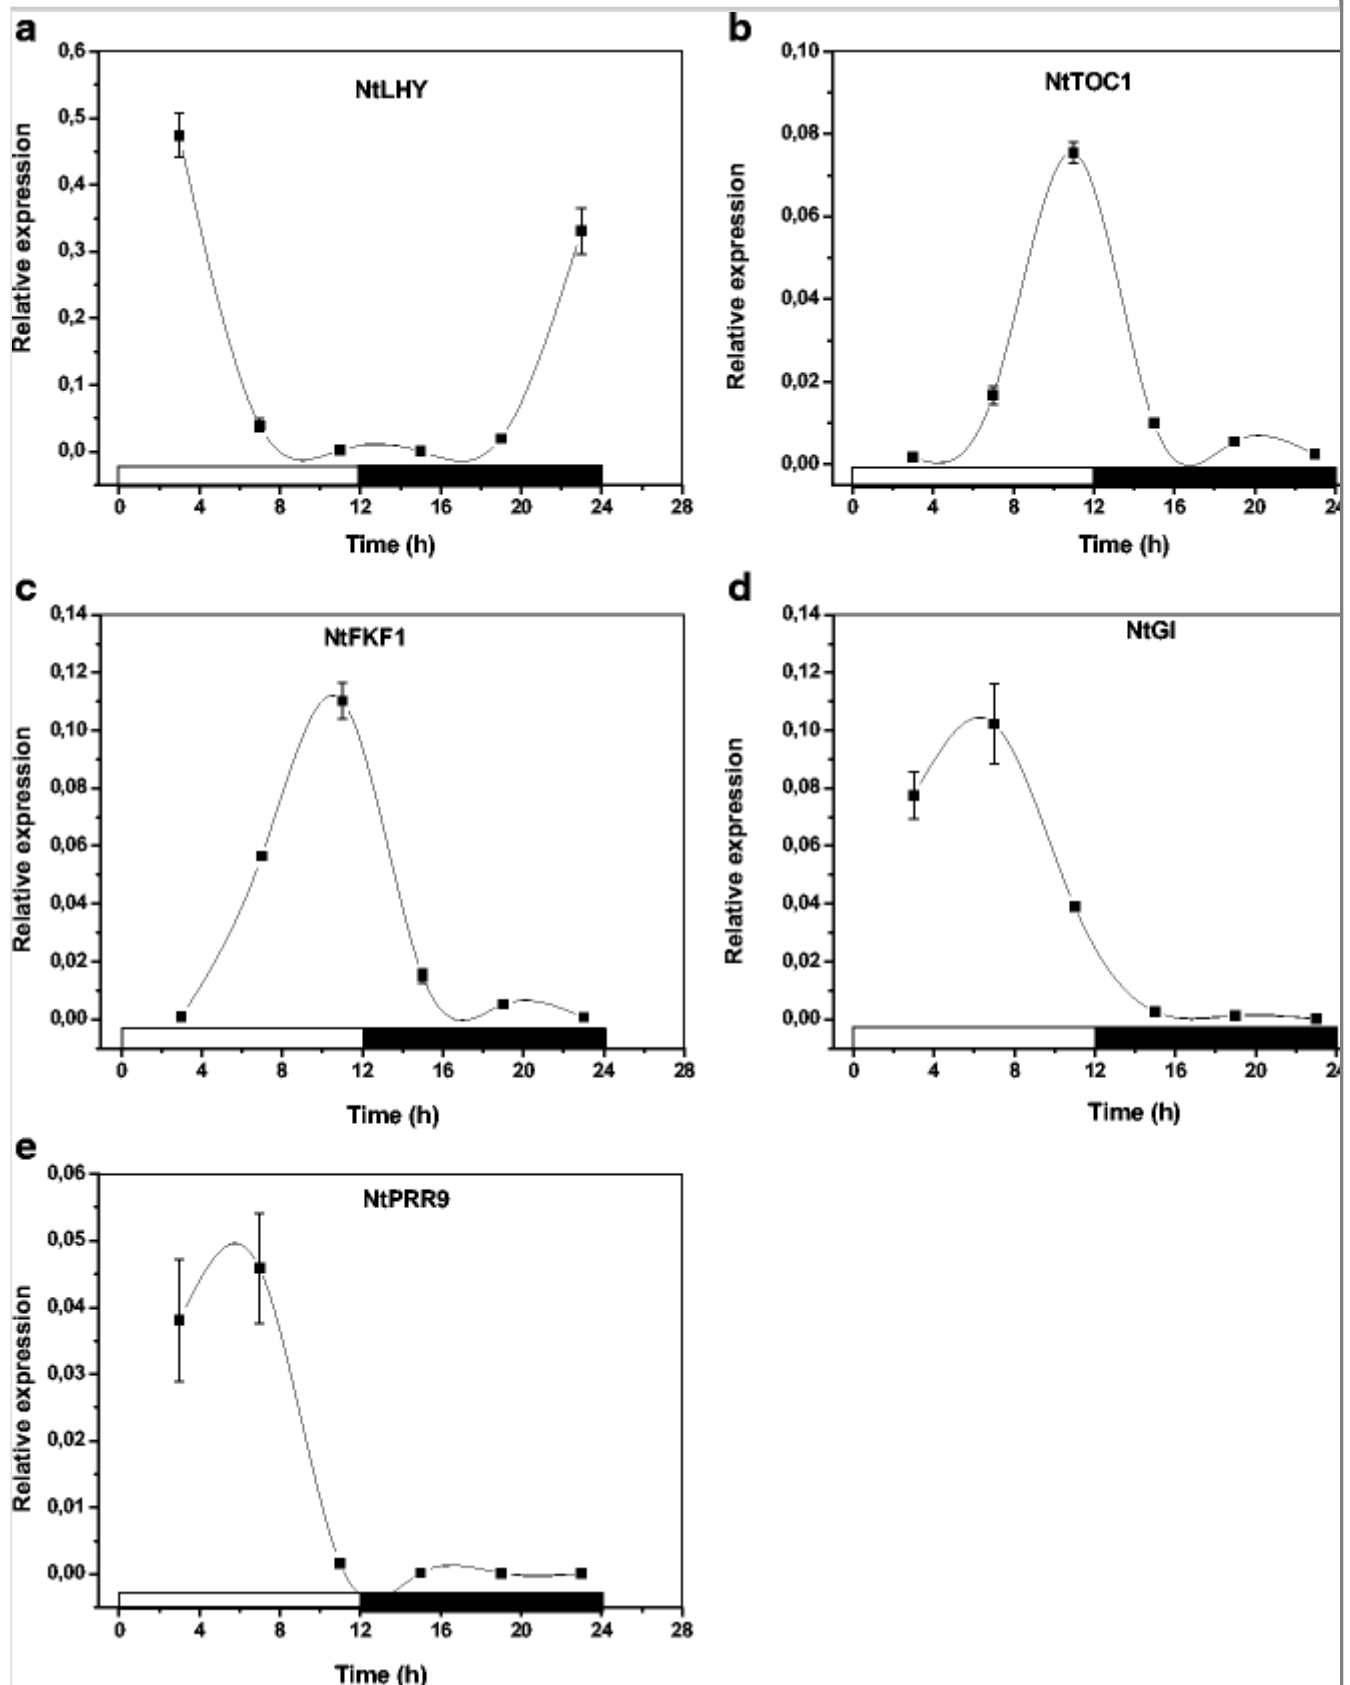 a
NtLHY
Relative expression
0,6
0,5
0,4
0,3
0,2
0,1
0,0
0 4 8 12 16 20 24 28
Time (h)
b
NtTOC1
Relative expression
0,10
0,08
0,06
0,04
0,02
0,00
0 4 8 12 16 20 24
Time (h)
c
NtFKF1
Relative expression
0,14
0,12
0,10
0,08
0,06
0,04
0,02
0,00
0 4 8 12 16 20 24 28
Time (h)
d
NtGI
Relative expression
0,14
0,12
0,10
0,08
0,06
0,04
0,02
0,00
0 4 8 12 16 20 24
Time (h)
e
NtPRR9
Relative expression
0,06
0,05
0,04
0,03
0,02
0,01
0,00
0 4 8 12 16 20 24 28
Time (h)